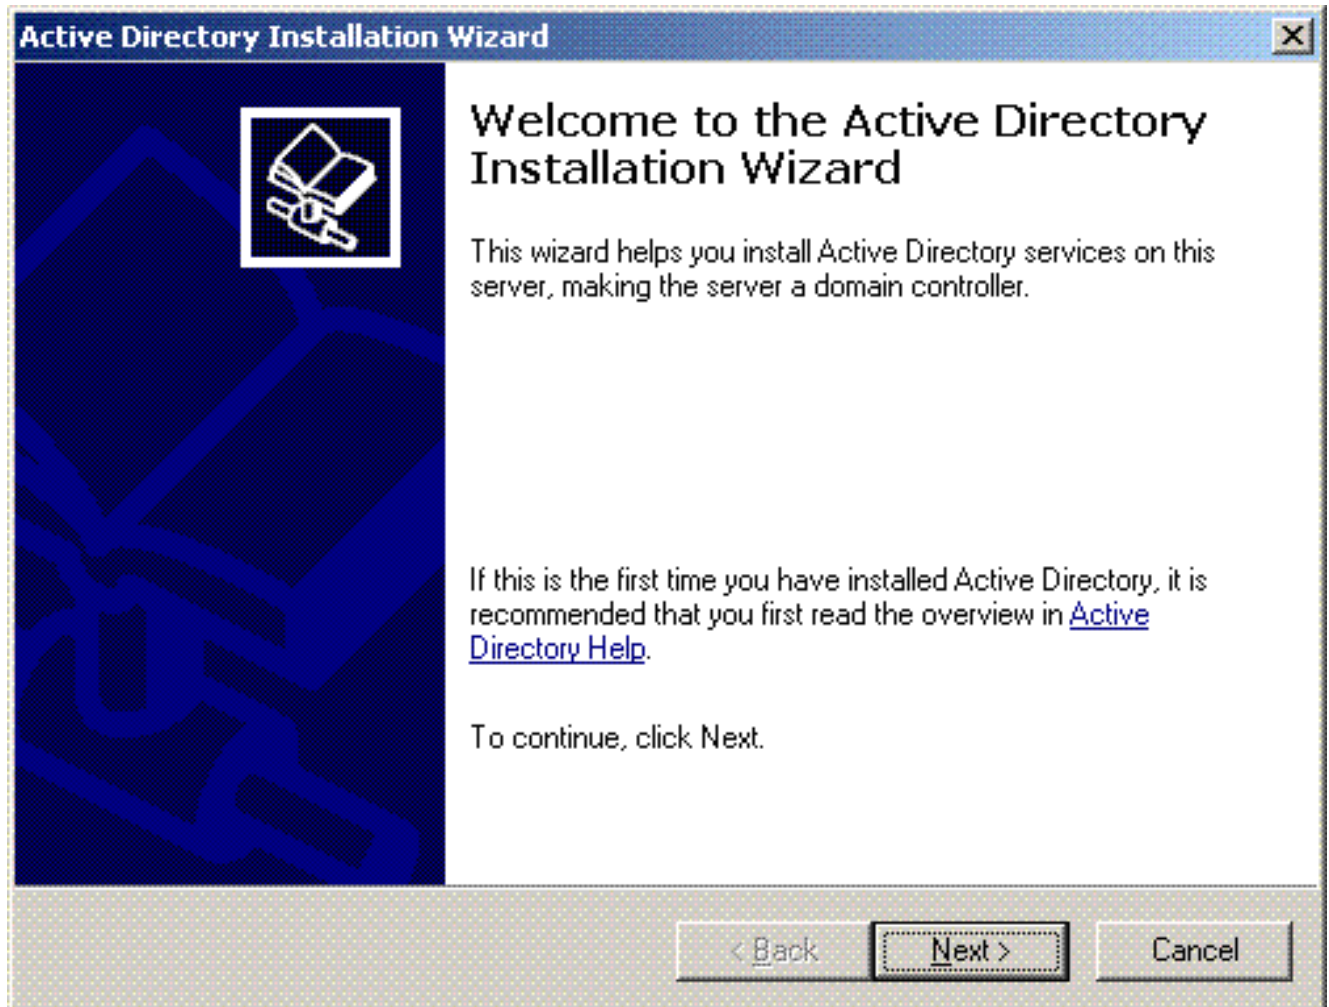 Active Directory Installation Wizard
Welcome to the Active Directory
Installation Wizard
This wizard helps you install Active Directory services on this
server, making the server a domain controller.
If this is the first time you have installed Active Directory, it is
recommended that you first read the overview in Active
Directory Help.
To continue, click Next.
< Back Next > Cancel